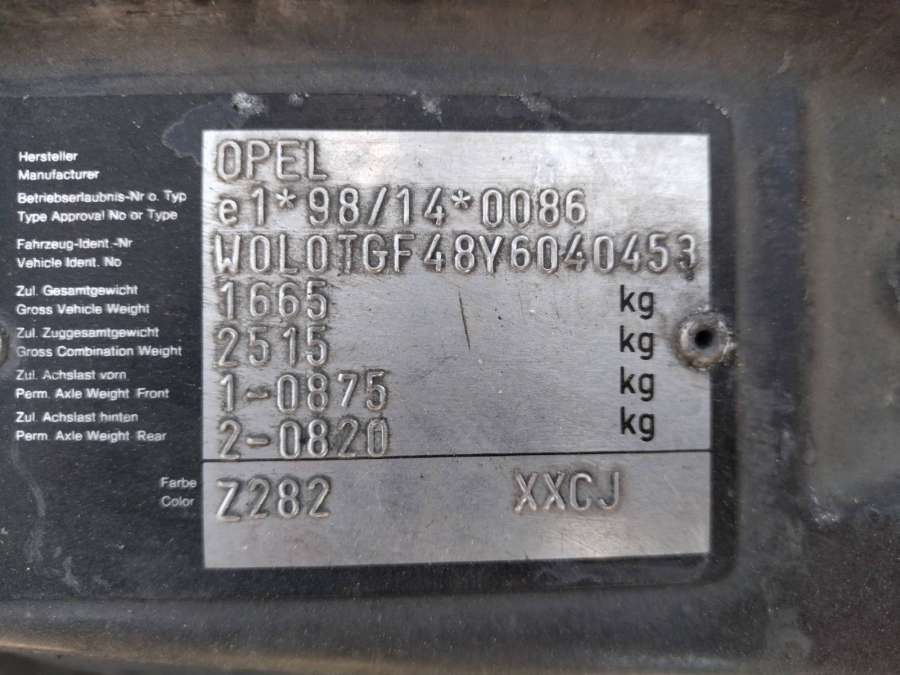 Hersteller
Manufacturer
OPEL
Betriebserlaubnis-Nr o. Typ
Type Approval No or Type
e1*98/14*0086
Fahrzeug-Ident.-Nr
Vehicle Ident. No
W0L0TGF48Y6040453
Zul. Gesamtgewicht
Gross Vehicle Weight
1665 kg
Zul. Zuggesamtgewicht
Gross Combination Weight
2515 kg
Zul. Achslast vorn
Perm. Axle Weight Front
1-0875 kg
Zul. Achslast hinten
Perm. Axle Weight Rear
2-0820 kg
Farbe
Color
Z282 XXCJ